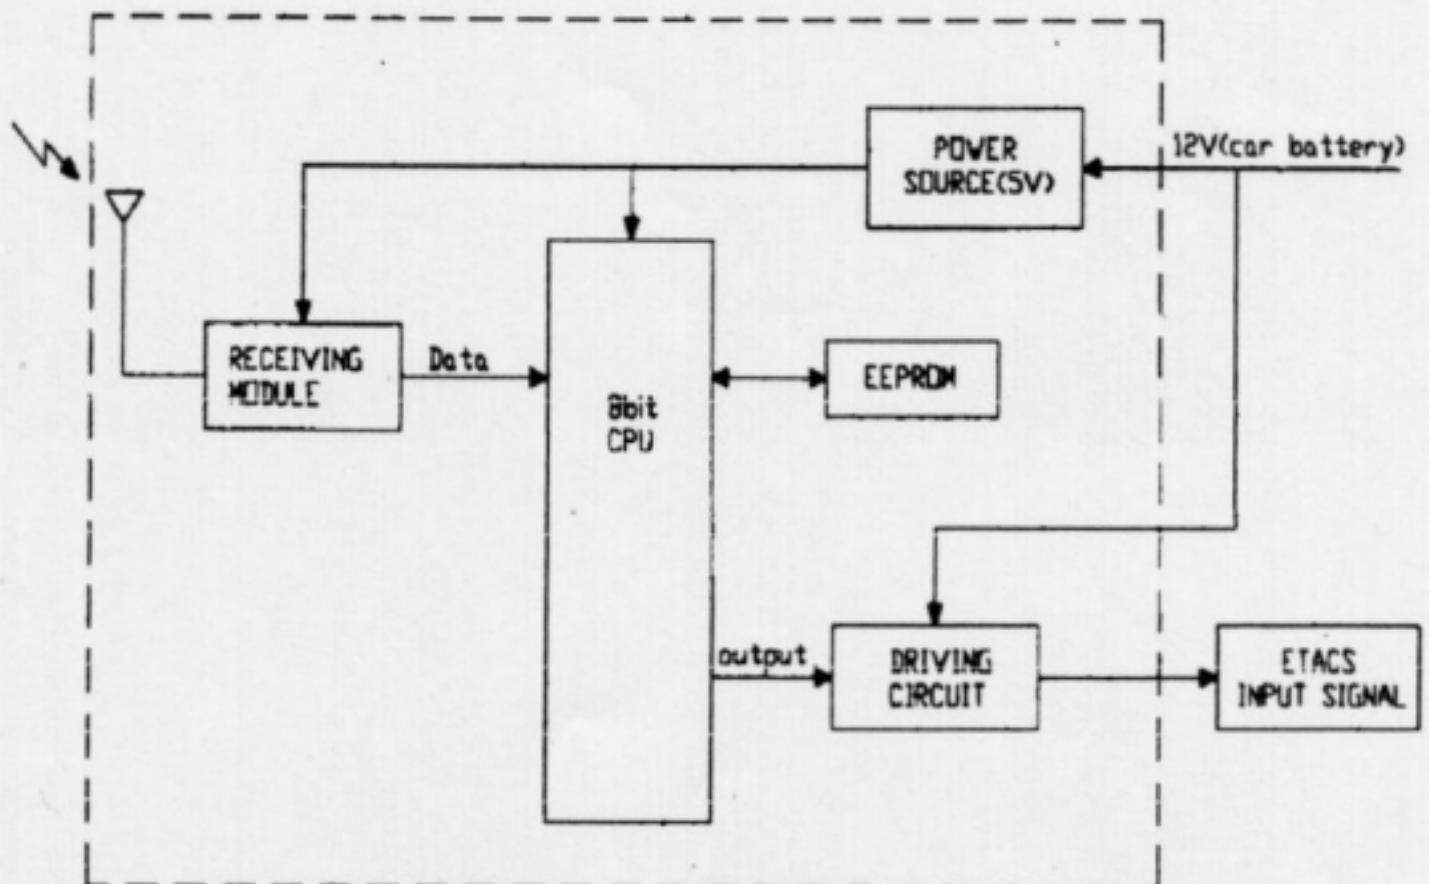 POWER
SOURCE(5V)
12V(car battery)
RECEIVING
MODULE
Data
8bit
CPU
EEPROM
output
DRIVING
CIRCUIT
ETACS
INPUT SIGNAL